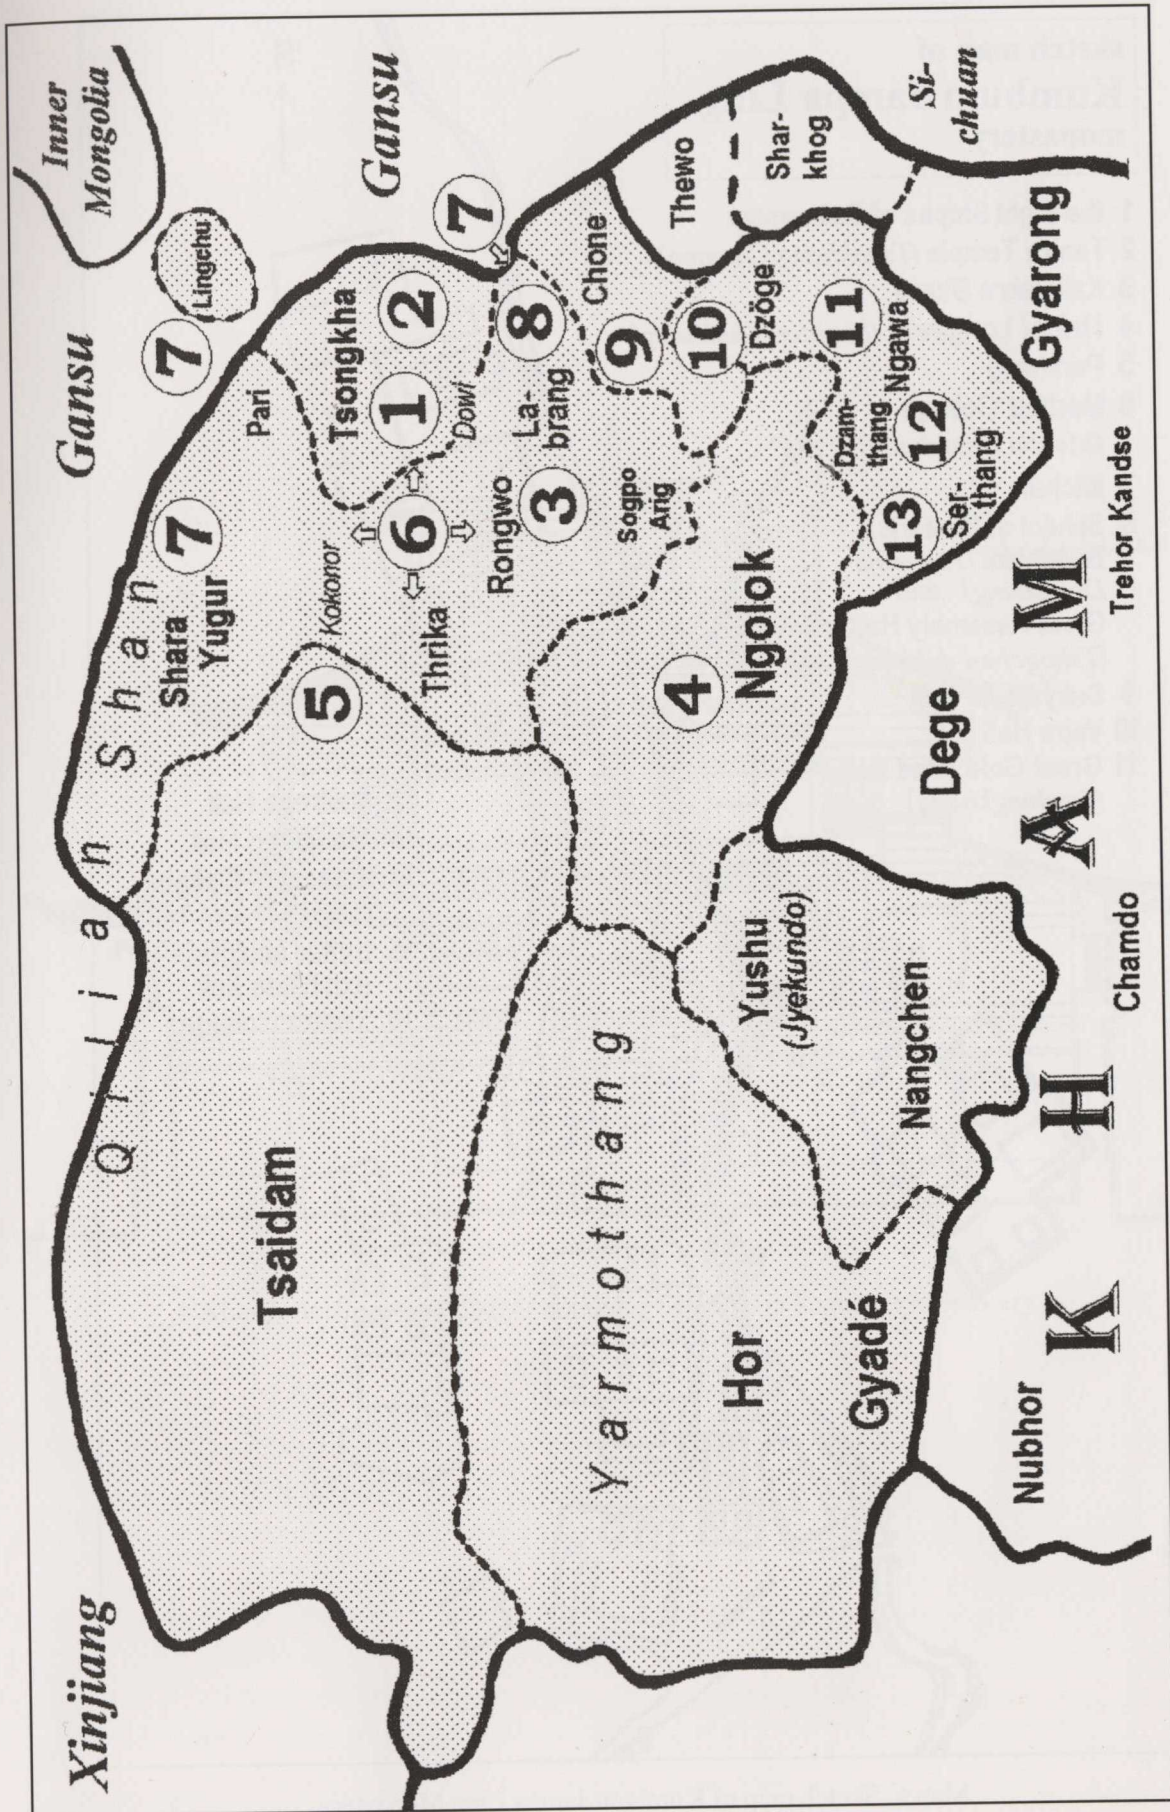 Xinjiang
Qilian Shan
Gansu
Inner
Mongolia
Lingchu
7
7
Shara
Yugur
Pari
Tsaidam
5
Kokonor
Tsongkha
1
2
Gansu
6
Thrika
Dowi
7
Rongwo
3
La-
brang
8
Chone
9
Yarmothang
sogpo
Arig
4
10
Thewo
Ngolok
Dzöge
Shar-
khog
Hor
Yushu
(Jyekundo)
Dzam-
thang
11
Ngawa
12
13
Ser-
thang
Gyadé
Nangchen
Dege
Si-
chuan
Nubhor
Gyarong
K H A M
Chamdo
Trehor Kandse